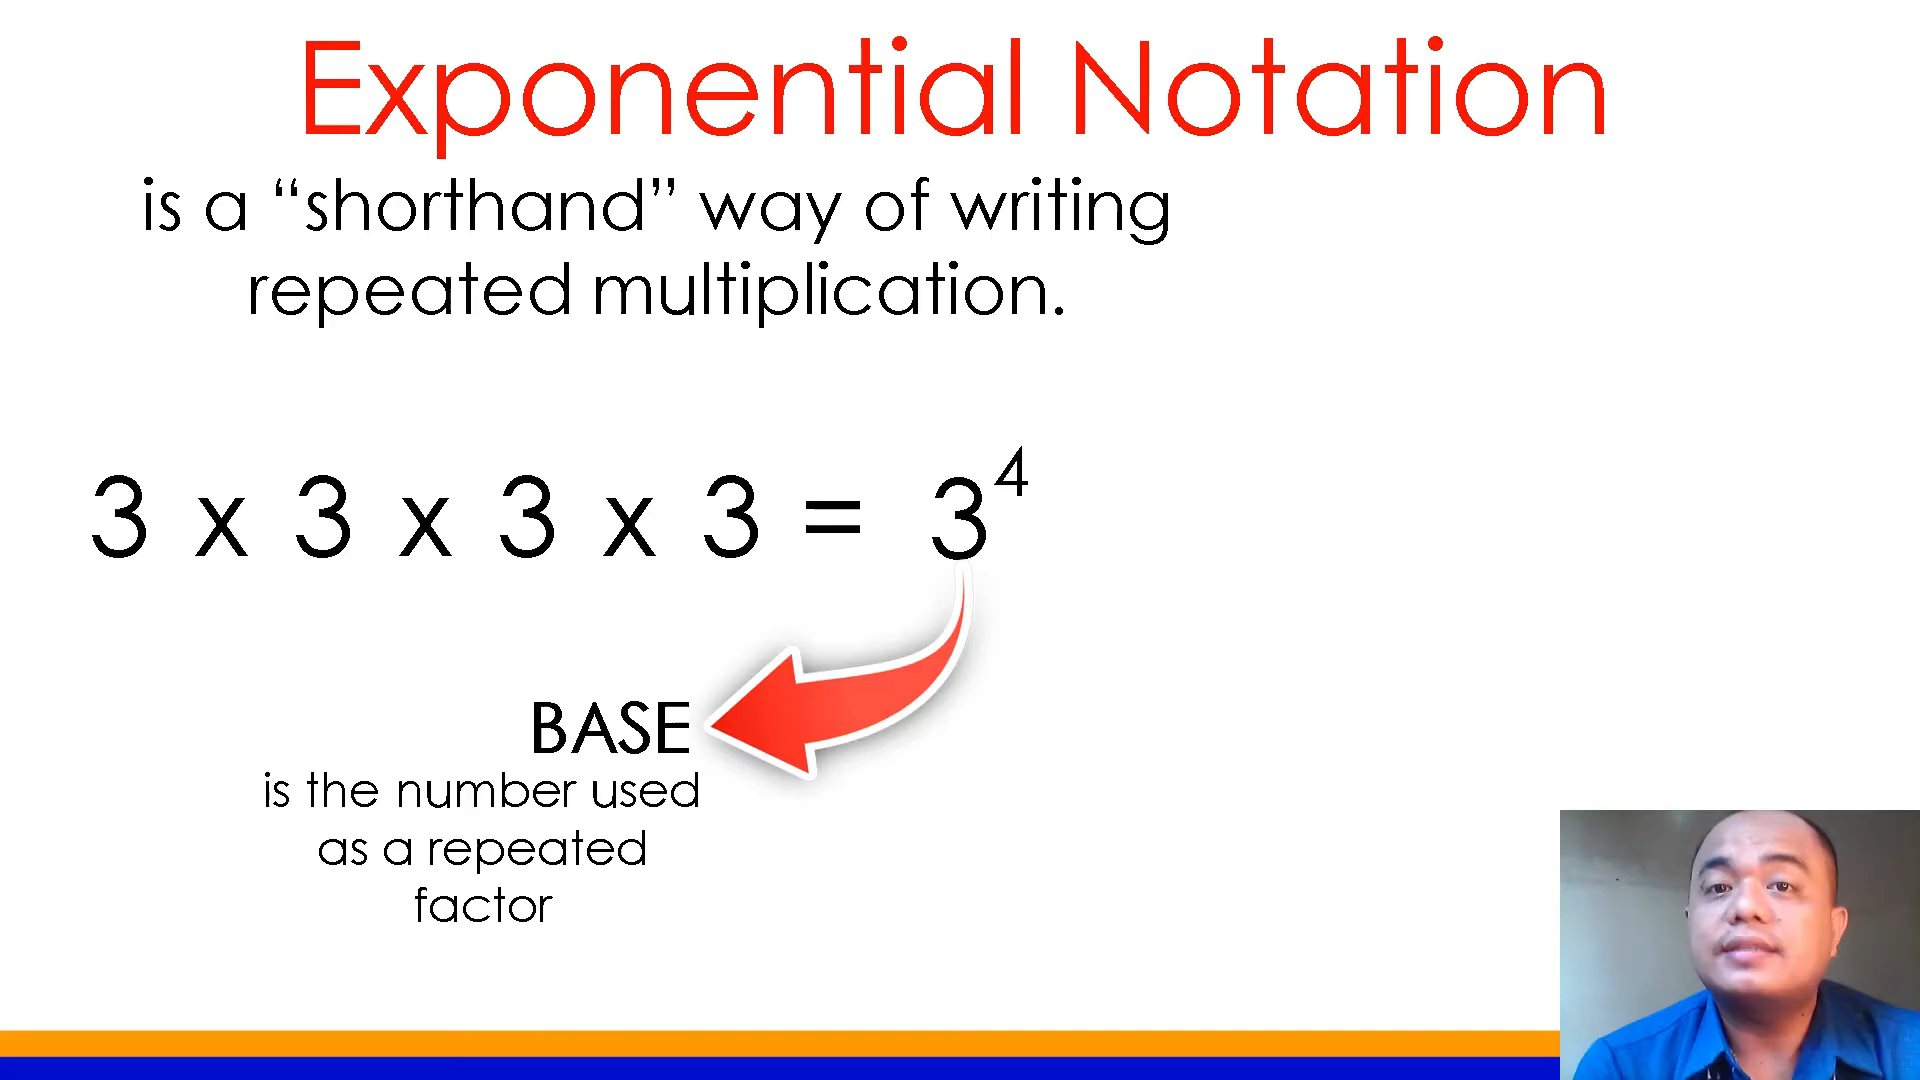 Exponential Notation
is a “shorthand” way of writing
repeated multiplication.
3 x 3 x 3 x 3 = 3⁴
BASE
is the number used
as a repeated
factor